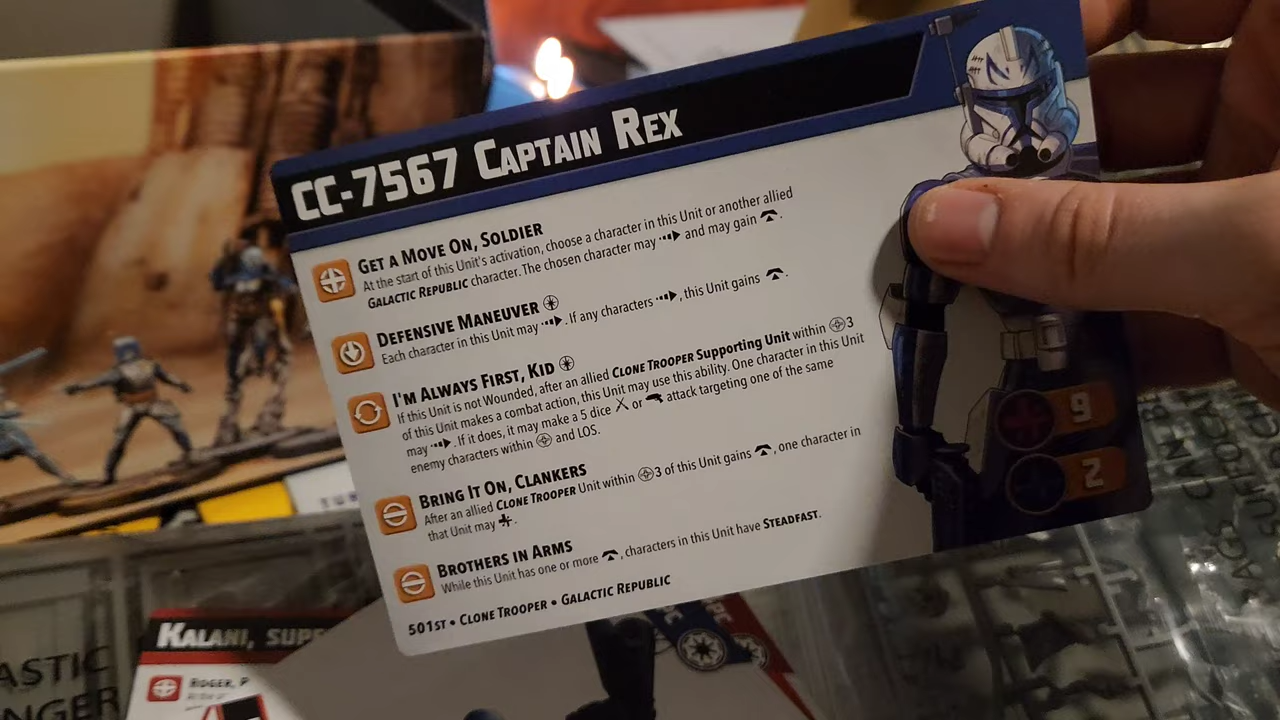 CC-7567 CAPTAIN REX
GET A MOVE ON, SOLDIER
At the start of this Unit's activation, choose a character in this Unit or another allied
GALACTIC REPUBLIC character. The chosen character may and may gain .
DEFENSIVE MANEUVER
Each character in this Unit may . If any characters , this Unit gains .
I'M ALWAYS FIRST, KID
If this Unit is not Wounded, after an allied CLONE TROOPER Supporting Unit within 3
of this Unit makes a combat action, this Unit may use this ability. One character in this Unit
may . If it does, it may make a 5 dice or attack targeting one of the same
enemy characters within and LOS.
BRING IT ON, CLANKERS
After an allied CLONE TROOPER Unit within 3 of this Unit gains , one character in
that Unit may .
BROTHERS IN ARMS
While this Unit has one or more , characters in this Unit have STEADFAST.
501ST • CLONE TROOPER • GALACTIC REPUBLIC
9
2
KALANI, SUPE
ROGER, R
ASTIC
NGER